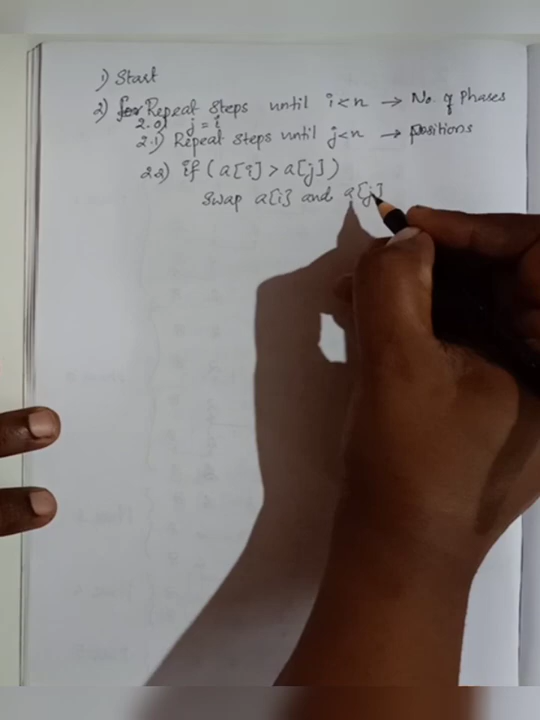 1) Start
2) Repeat Steps until i<n → No. of Phases
2.0) j = i
2.1) Repeat steps until j<n → Positions
2.2) if (a[i] > a[j])
Swap a[i] and a[j]